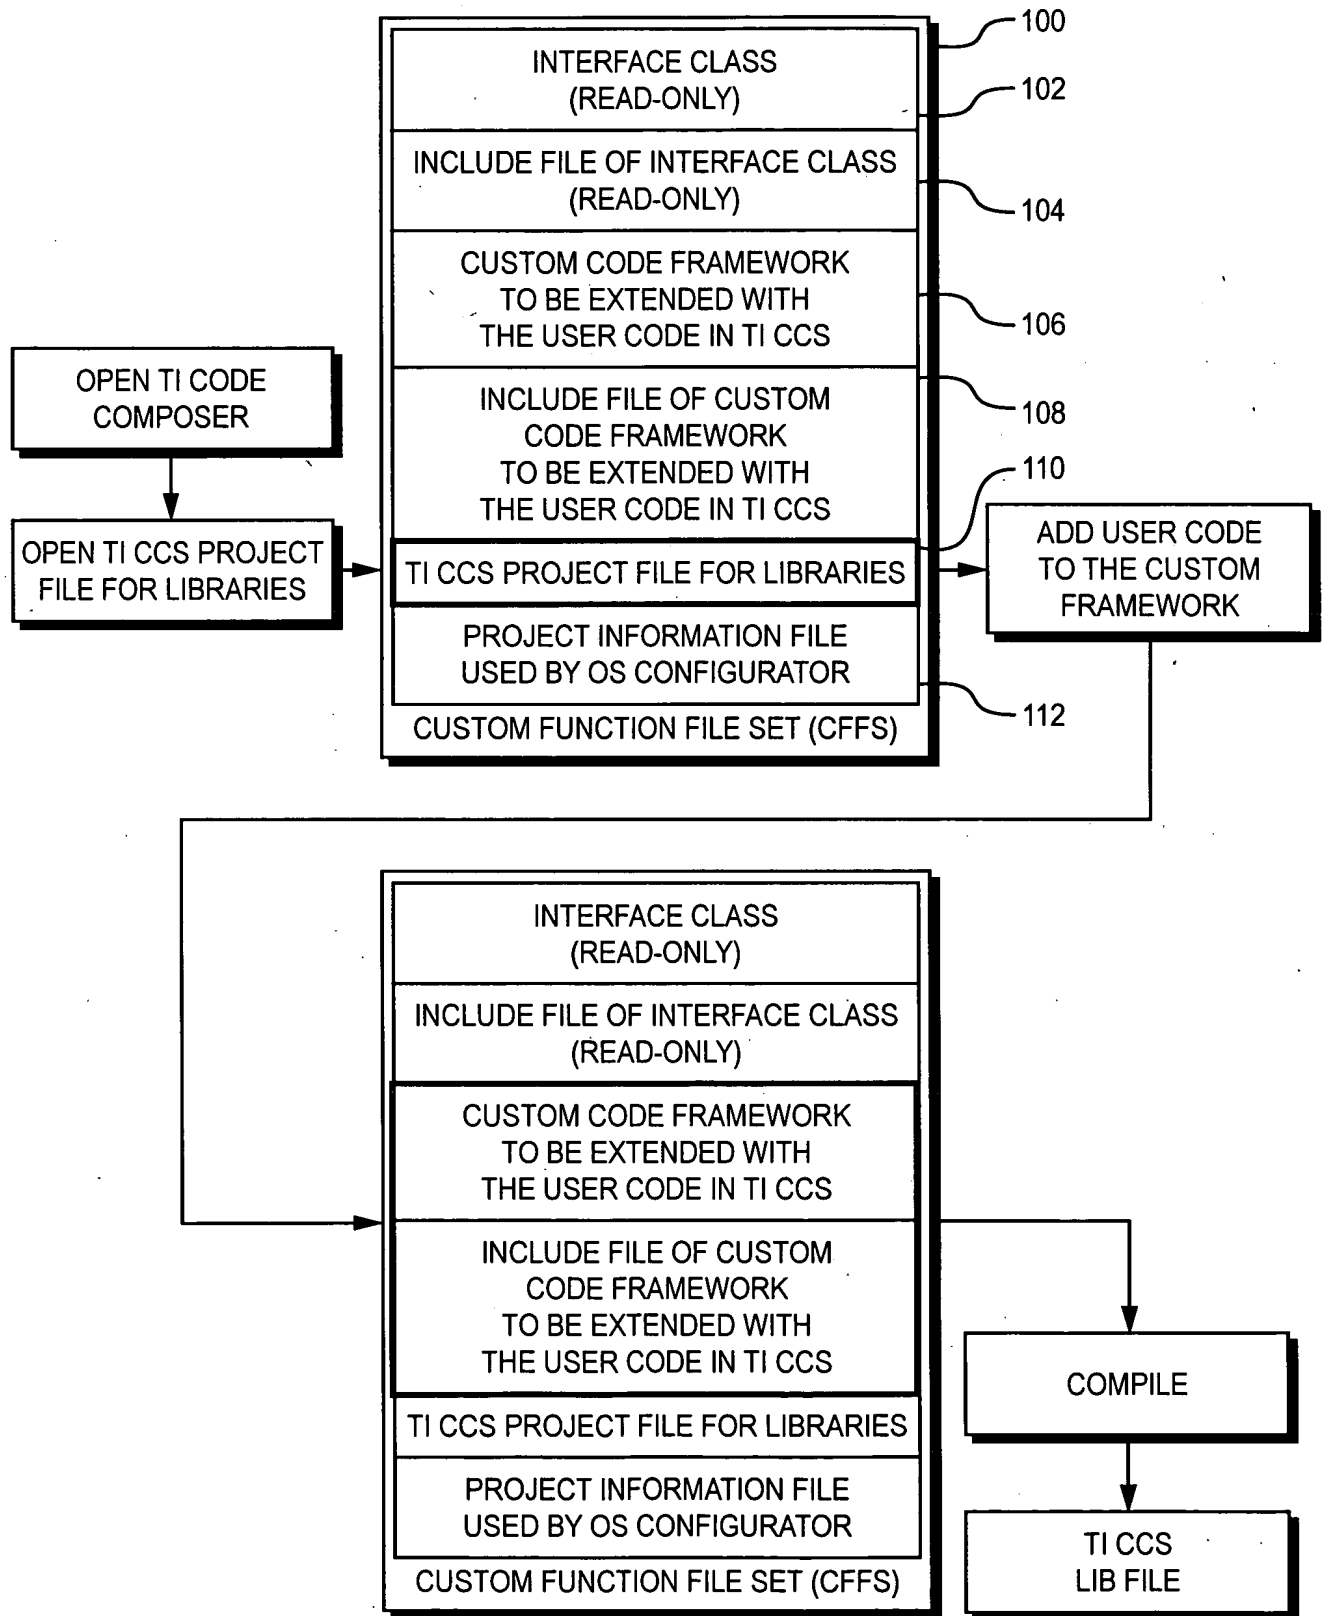 INTERFACE CLASS
(READ-ONLY)
INCLUDE FILE OF INTERFACE CLASS
(READ-ONLY)
CUSTOM CODE FRAMEWORK
TO BE EXTENDED WITH
THE USER CODE IN TI CCS
INCLUDE FILE OF CUSTOM
CODE FRAMEWORK
TO BE EXTENDED WITH
THE USER CODE IN TI CCS
TI CCS PROJECT FILE FOR LIBRARIES
PROJECT INFORMATION FILE
USED BY OS CONFIGURATOR
CUSTOM FUNCTION FILE SET (CFFS)
100
102
104
106
108
110
112
OPEN TI CODE
COMPOSER
OPEN TI CCS PROJECT
FILE FOR LIBRARIES
ADD USER CODE
TO THE CUSTOM
FRAMEWORK
INTERFACE CLASS
(READ-ONLY)
INCLUDE FILE OF INTERFACE CLASS
(READ-ONLY)
CUSTOM CODE FRAMEWORK
TO BE EXTENDED WITH
THE USER CODE IN TI CCS
INCLUDE FILE OF CUSTOM
CODE FRAMEWORK
TO BE EXTENDED WITH
THE USER CODE IN TI CCS
TI CCS PROJECT FILE FOR LIBRARIES
PROJECT INFORMATION FILE
USED BY OS CONFIGURATOR
CUSTOM FUNCTION FILE SET (CFFS)
COMPILE
TI CCS
LIB FILE